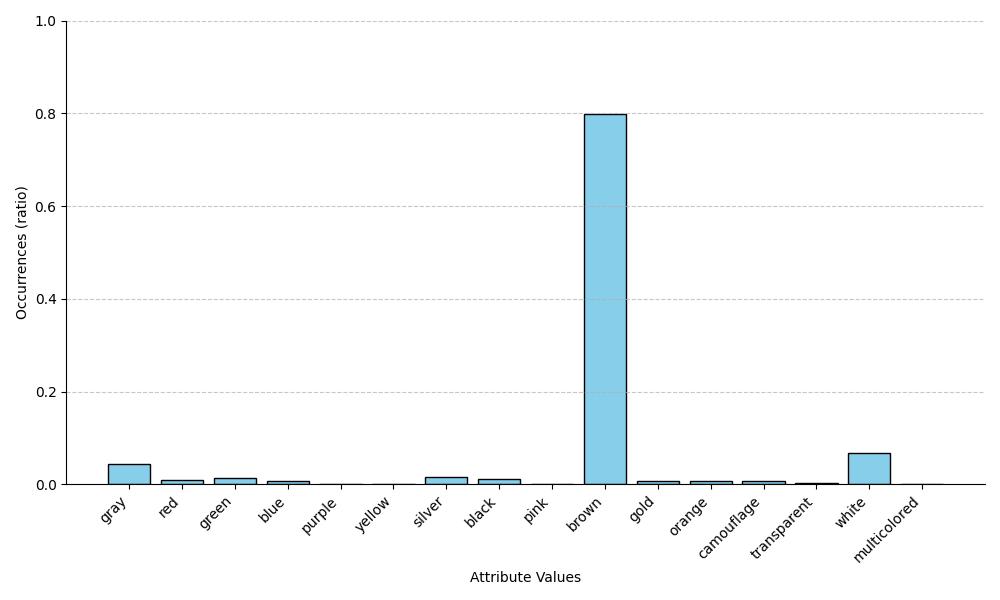 1.0
0.8
0.6
0.4
0.2
0.0
Occurrences (ratio)
gray
red
green
blue
purple
yellow
silver
black
pink
brown
gold
orange
camouflage
transparent
white
multicolored
Attribute Values